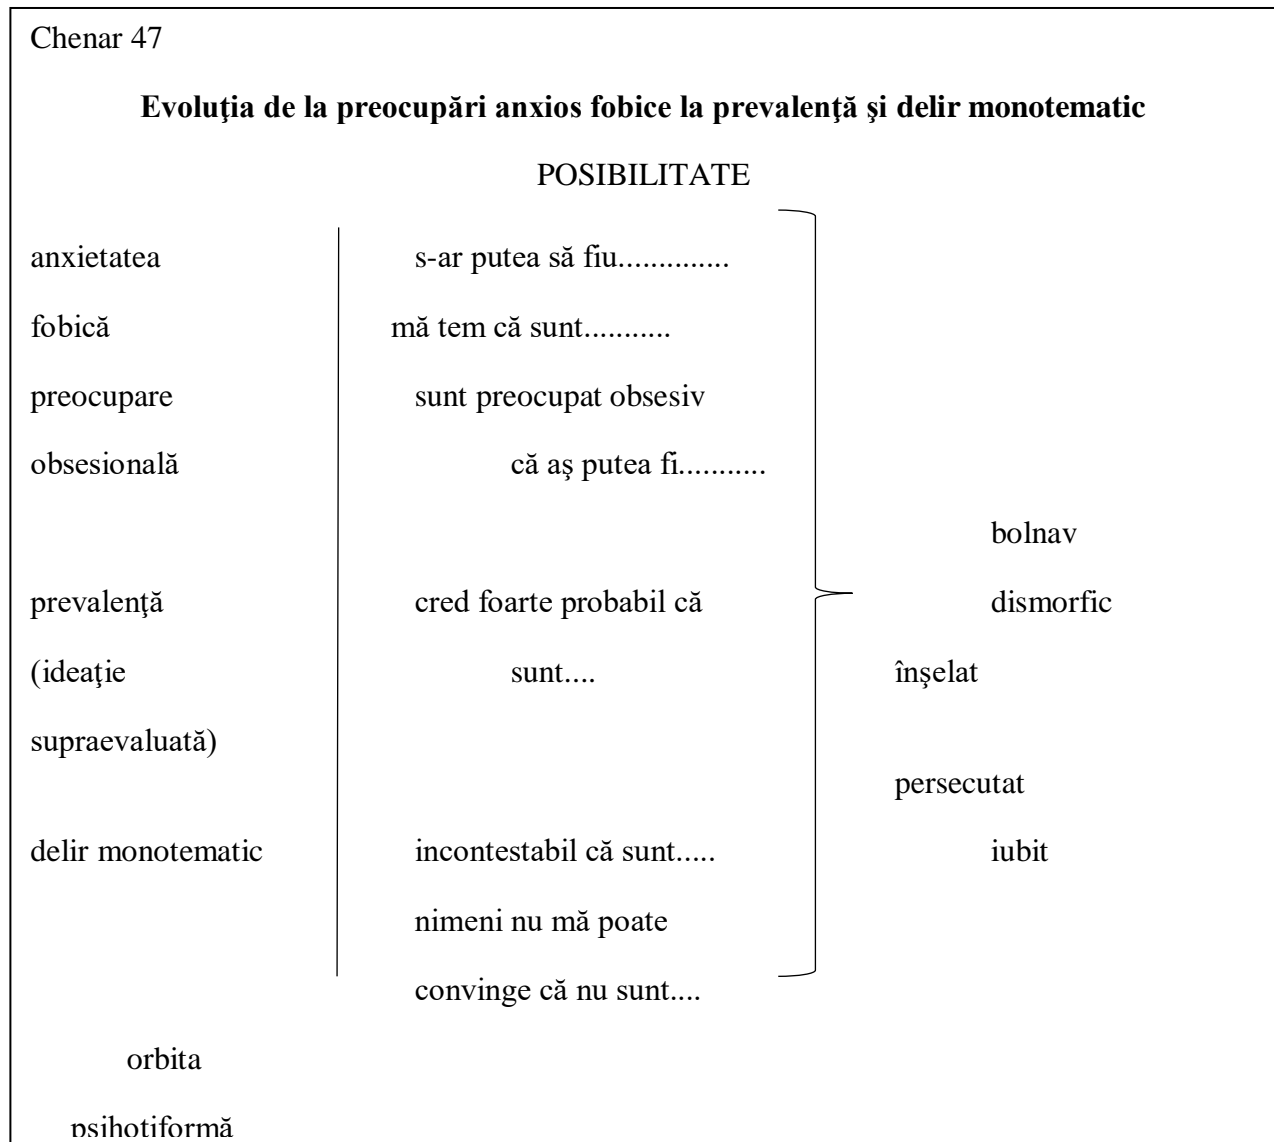 Chenar 47
Evoluţia de la preocupări anxios fobice la prevalenţă şi delir monotematic
POSIBILITATE
anxietatea s-ar putea să fiu..............
fobică mă tem că sunt...........
preocupare sunt preocupat obsesiv
obsesională că aş putea fi...........
bolnav
prevalenţă cred foarte probabil că dismorfic
(ideaţie sunt.... înşelat
supraevaluată)
persecutat
delir monotematic incontestabil că sunt..... iubit
nimeni nu mă poate
convinge că nu sunt....
orbita
psihotiformă